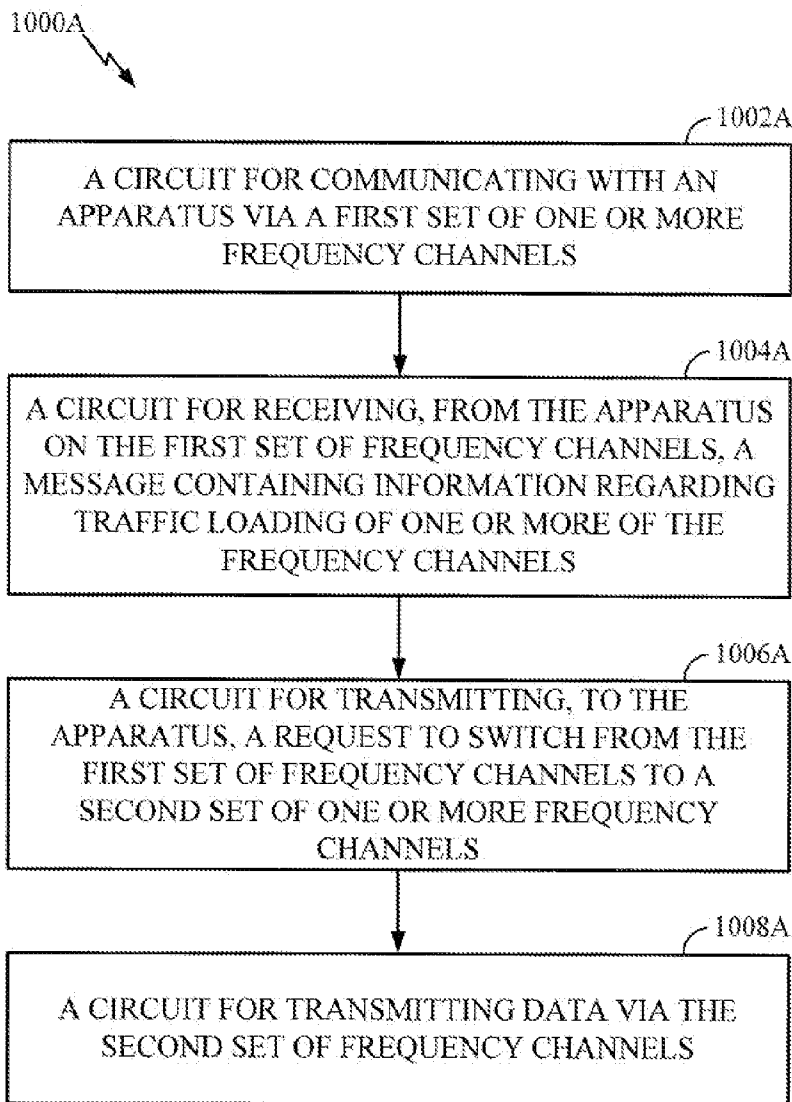 1000A
1002A
A CIRCUIT FOR COMMUNICATING WITH AN
APPARATUS VIA A FIRST SET OF ONE OR MORE
FREQUENCY CHANNELS
1004A
A CIRCUIT FOR RECEIVING, FROM THE APPARATUS
ON THE FIRST SET OF FREQUENCY CHANNELS, A
MESSAGE CONTAINING INFORMATION REGARDING
TRAFFIC LOADING OF ONE OR MORE OF THE
FREQUENCY CHANNELS
1006A
A CIRCUIT FOR TRANSMITTING, TO THE
APPARATUS, A REQUEST TO SWITCH FROM THE
FIRST SET OF FREQUENCY CHANNELS TO A
SECOND SET OF ONE OR MORE FREQUENCY
CHANNELS
1008A
A CIRCUIT FOR TRANSMITTING DATA VIA THE
SECOND SET OF FREQUENCY CHANNELS